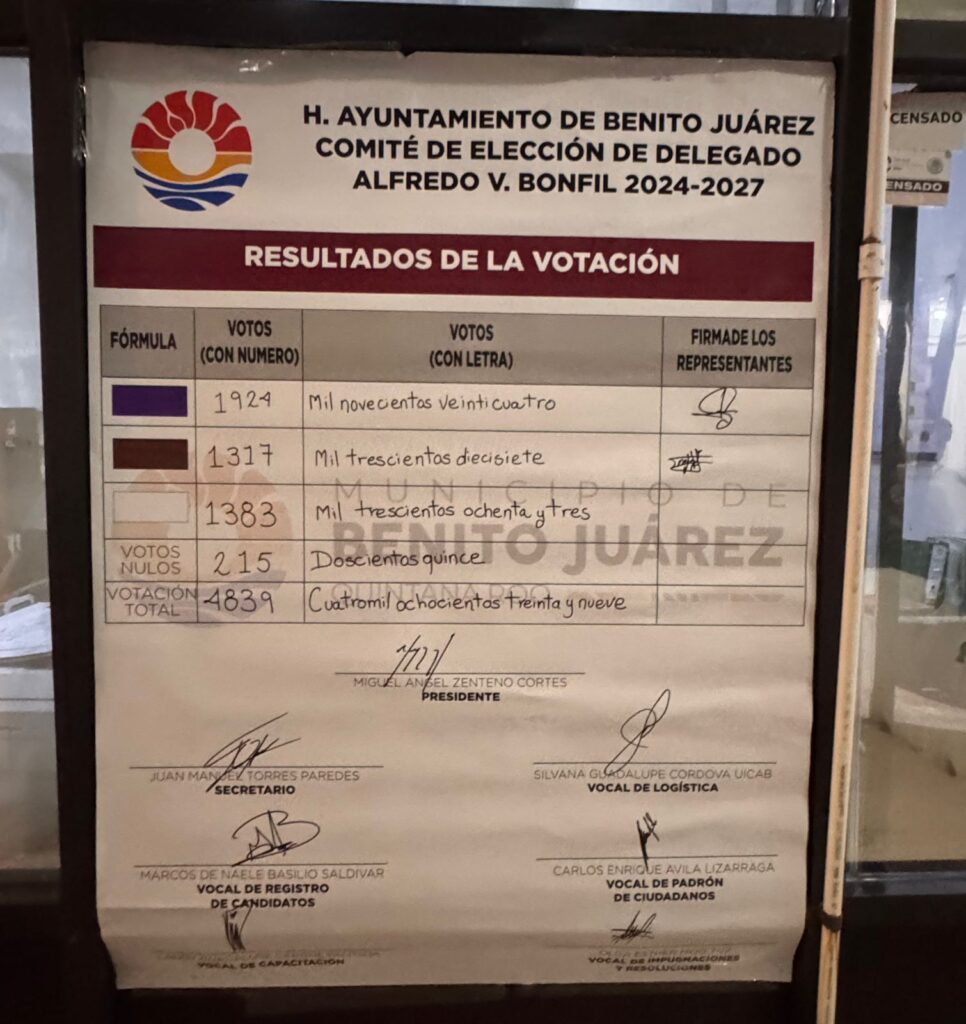 H. AYUNTAMIENTO DE BENITO JUÁREZ
COMITÉ DE ELECCIÓN DE DELEGADO
ALFREDO V. BONFIL 2024-2027
CENSADO
ENSADO
RESULTADOS DE LA VOTACIÓN
FÓRMULA VOTOS (CON NUMERO) VOTOS (CON LETRA) FIRMADE LOS REPRESENTANTES
1924 Mil novecientos veinticuatro
1317 Mil trescientos diecisiete
1383 Mil trescientos ochenta y tres
VOTOS NULOS 215 Doscientos quince
VOTACIÓN TOTAL 4839 Cuatromil ochocientos treinta y nueve
MUNICIPIO DE
BENITO JUÁREZ
QUINTANA ROO
MIGUEL ANGEL ZENTENO CORTES
PRESIDENTE
JUAN MANUEL TORRES PAREDES
SECRETARIO
SILVANA GUADALUPE CORDOVA UICAB
VOCAL DE LOGÍSTICA
MARCOS DE NAELE BASILIO SALDIVAR
VOCAL DE REGISTRO
DE CANDIDATOS
CARLOS ENRIQUE AVILA LIZARRAGA
VOCAL DE PADRÓN
DE CIUDADANOS
VOCAL DE CAPACITACIÓN
VOCAL DE IMPUGNACIONES
Y RESOLUCIONES